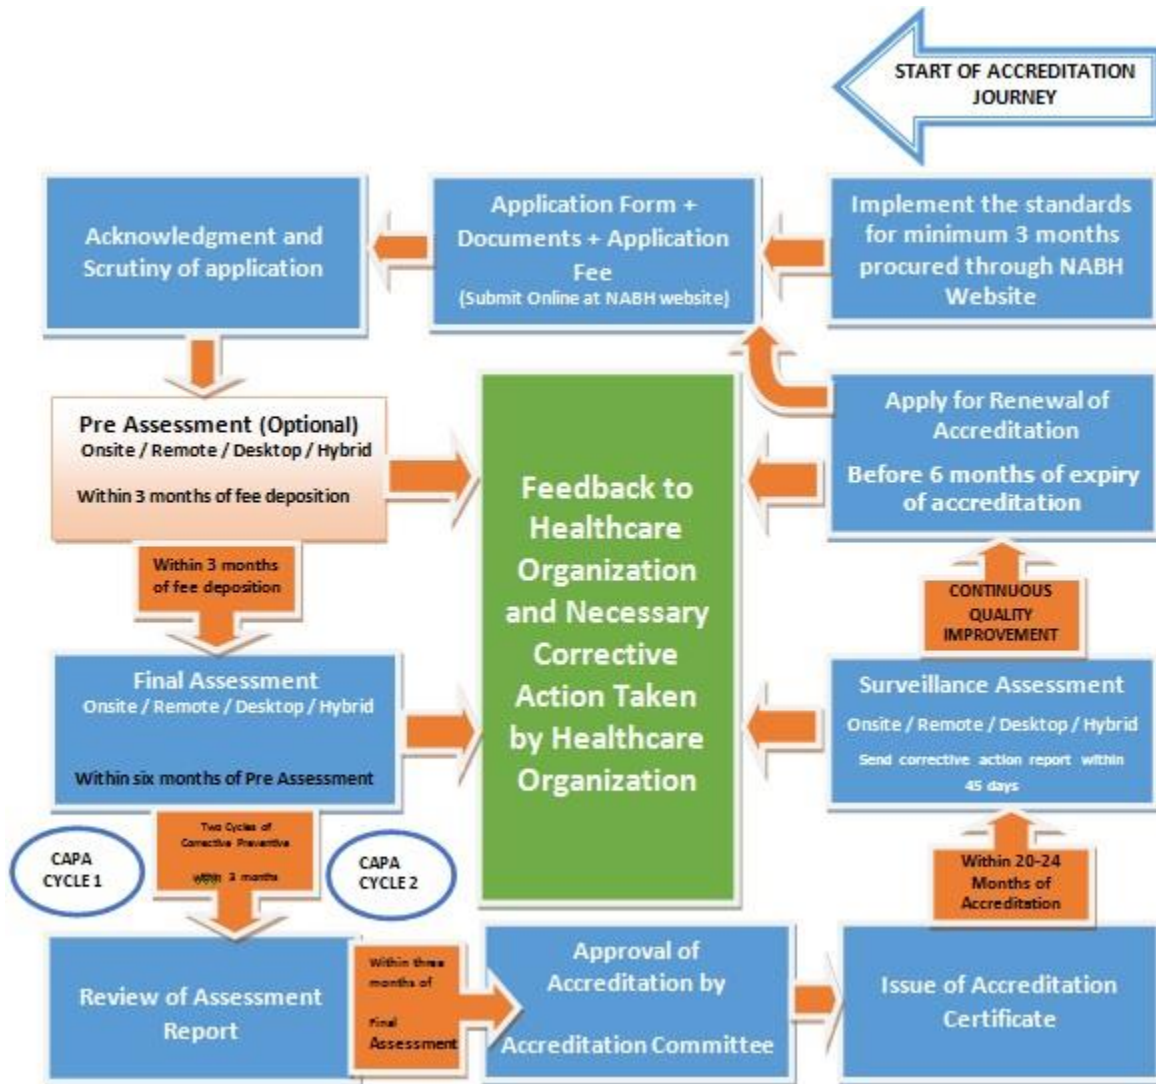 START OF ACCREDITATION
JOURNEY
Implement the standards
for minimum 3 months
procured through NABH
Website
Application Form +
Documents + Application
Fee
(Submit Online at NABH website)
Acknowledgment and
Scrutiny of application
Pre Assessment (Optional)
Onsite / Remote / Desktop / Hybrid
Within 3 months of fee deposition
Within 3 months
of fee deposition
Final Assessment
Onsite / Remote / Desktop / Hybrid
Within six months of Pre Assessment
Two Cycles of
Corrective Preventive
within 3 months
CAPA
CYCLE 1
CAPA
CYCLE 2
Review of Assessment
Report
Within three
months of
Final
Assessment
Approval of
Accreditation by
Accreditation Committee
Issue of Accreditation
Certificate
Within 20-24
Months of
Accreditation
Surveillance Assessment
Onsite / Remote / Desktop / Hybrid
Send corrective action report within
45 days
CONTINUOUS
QUALITY
IMPROVEMENT
Apply for Renewal of
Accreditation
Before 6 months of expiry
of accreditation
Feedback to
Healthcare
Organization
and Necessary
Corrective
Action Taken
by Healthcare
Organization